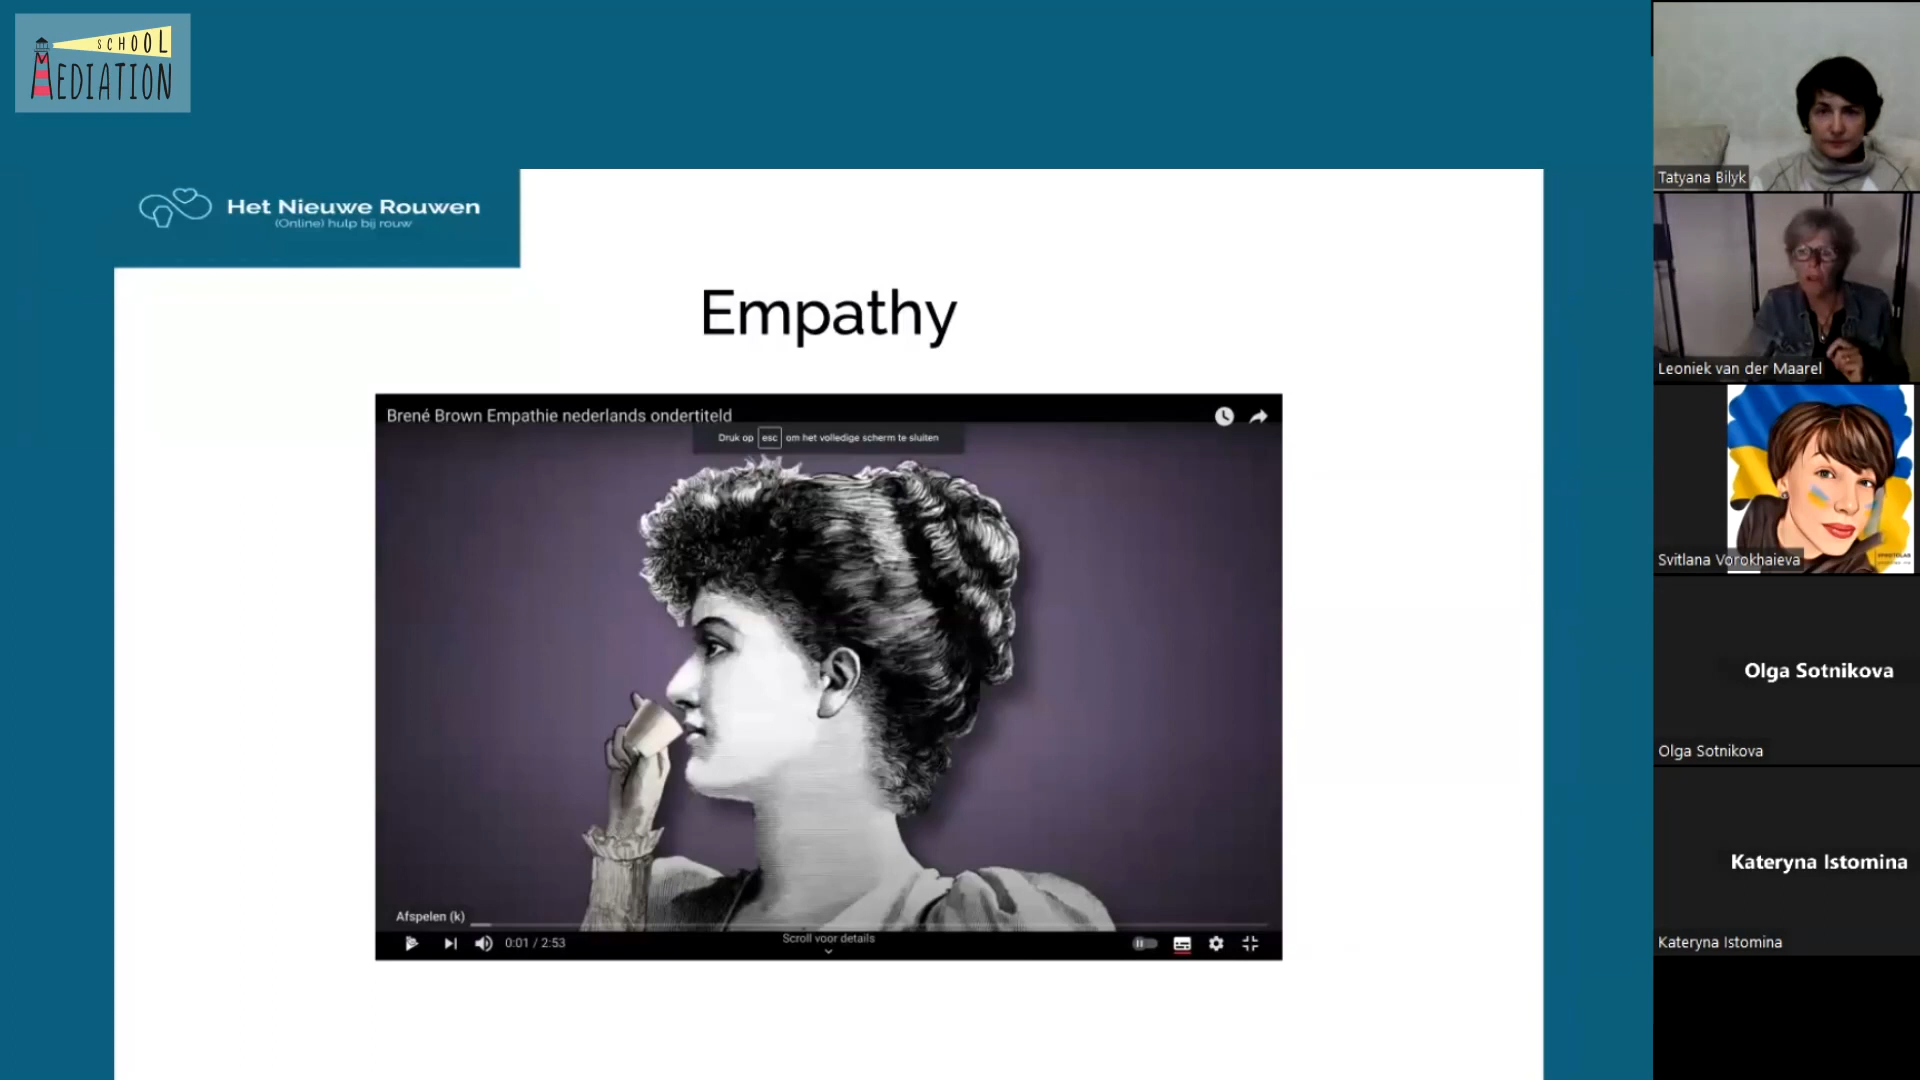 SCHOOL
MEDIATION
Het Nieuwe Rouwen
(Online) hulp bij rouw
Empathy
Brené Brown Empathie nederlands ondertiteld
Druk op esc om het volledige scherm te sluiten
Afspelen (k)
0:01 / 2:53
Scroll voor details
Tatyana Bilyk
Leoniek van der Maarel
Svitlana Vorokhaieva
Olga Sotnikova
Olga Sotnikova
Kateryna Istomina
Kateryna Istomina